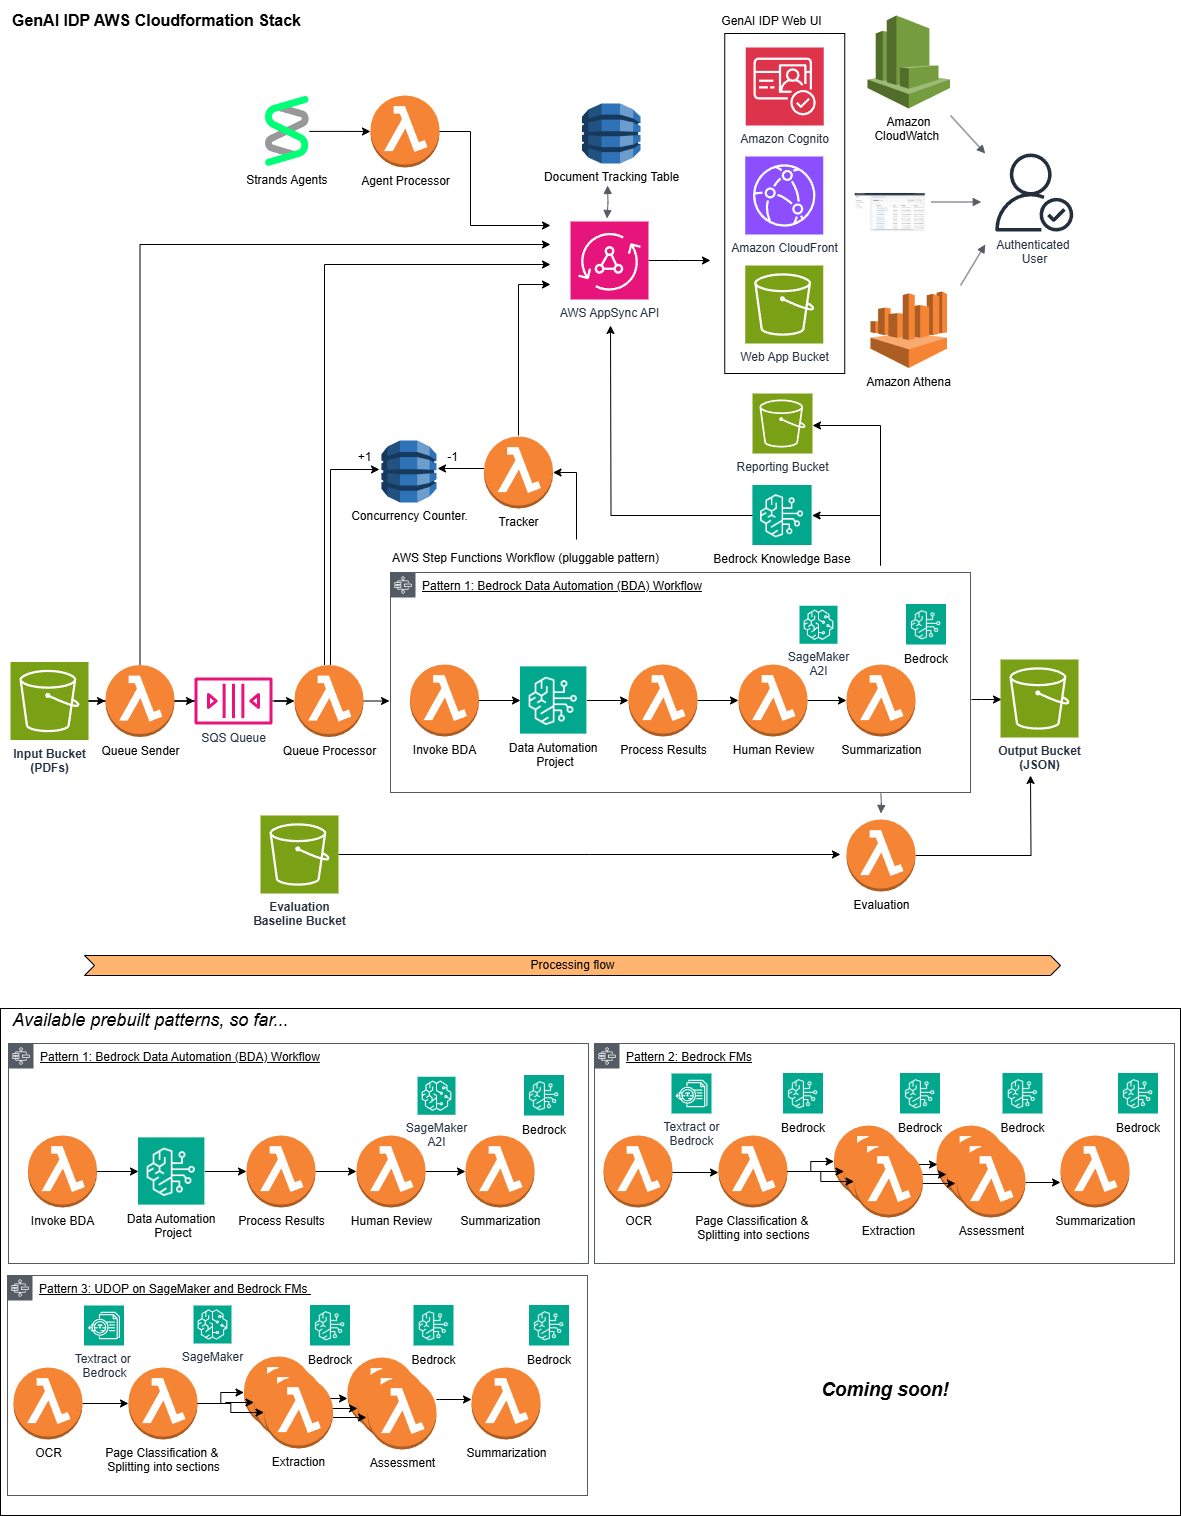 GenAI IDP AWS Cloudformation Stack
GenAI IDP Web UI
Amazon Cognito
Amazon CloudFront
Web App Bucket
Amazon
CloudWatch
Authenticated
User
Amazon Athena
Strands Agents
Agent Processor
Document Tracking Table
AWS AppSync API
Reporting Bucket
+1
-1
Concurrency Counter.
Tracker
Bedrock Knowledge Base
AWS Step Functions Workflow (pluggable pattern)
Pattern 1: Bedrock Data Automation (BDA) Workflow
SageMaker
A2I
Bedrock
Input Bucket
(PDFs)
Queue Sender
SQS Queue
Queue Processor
Invoke BDA
Data Automation
Project
Process Results
Human Review
Summarization
Output Bucket
(JSON)
Evaluation
Baseline Bucket
Evaluation
Processing flow
Available prebuilt patterns, so far...
Pattern 1: Bedrock Data Automation (BDA) Workflow
SageMaker
A2I
Bedrock
Invoke BDA
Data Automation
Project
Process Results
Human Review
Summarization
Pattern 2: Bedrock FMs
Textract or
Bedrock
Bedrock
Bedrock
Bedrock
Bedrock
OCR
Page Classification &
Splitting into sections
Extraction
Assessment
Summarization
Pattern 3: UDOP on SageMaker and Bedrock FMs
Textract or
Bedrock
SageMaker
Bedrock
Bedrock
Bedrock
OCR
Page Classification &
Splitting into sections
Extraction
Assessment
Summarization
Coming soon!